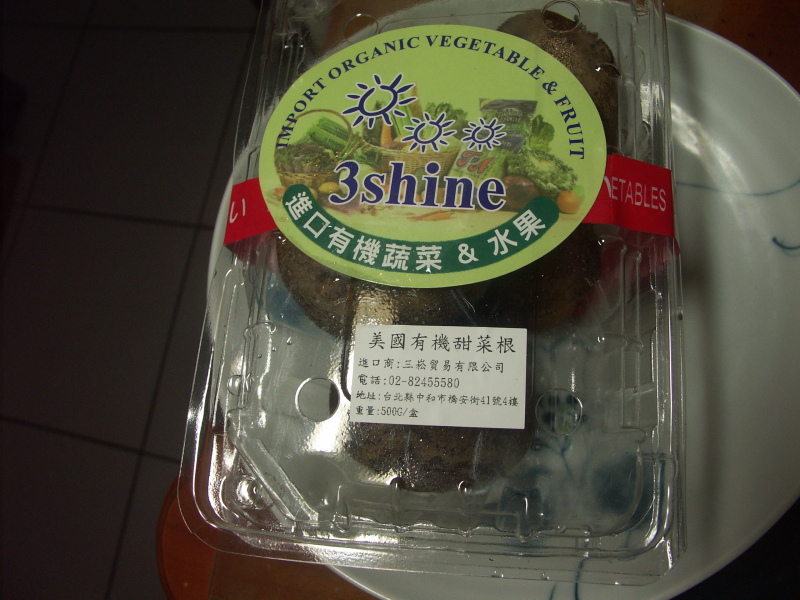 IMPORT ORGANIC VEGETABLE & FRUIT
3shine
進口有機蔬菜 & 水果
い
ETABLES
美國有機甜菜根
進口商:三崧貿易有限公司
電話:02-82455580
地址:台北縣中和市橋安街41號4樓
重量:500G/盒